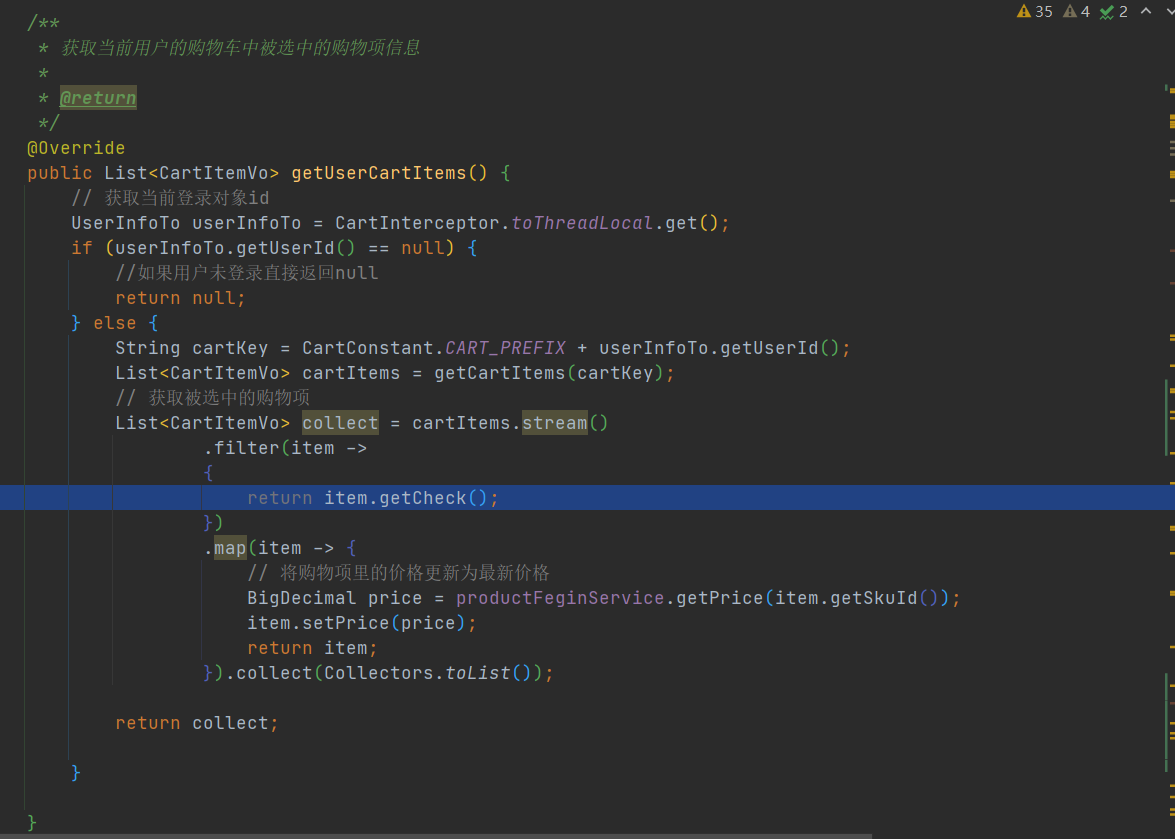 35 4 2
/**
 * 获取当前用户的购物车中被选中的购物项信息
 *
 * @return
 */
@Override
public List<CartItemVo> getUserCartItems() {
    // 获取当前登录对象id
    UserInfoTo userInfoTo = CartInterceptor.toThreadLocal.get();
    if (userInfoTo.getUserId() == null) {
        //如果用户未登录直接返回null
        return null;
    } else {
        String cartKey = CartConstant.CART_PREFIX + userInfoTo.getUserId();
        List<CartItemVo> cartItems = getCartItems(cartKey);
        // 获取被选中的购物项
        List<CartItemVo> collect = cartItems.stream()
                .filter(item ->
                {
                    return item.getCheck();
                })
                .map(item -> {
                    // 将购物项里的价格更新为最新价格
                    BigDecimal price = productFeginService.getPrice(item.getSkuId());
                    item.setPrice(price);
                    return item;
                }).collect(Collectors.toList());
        return collect;
    }
}